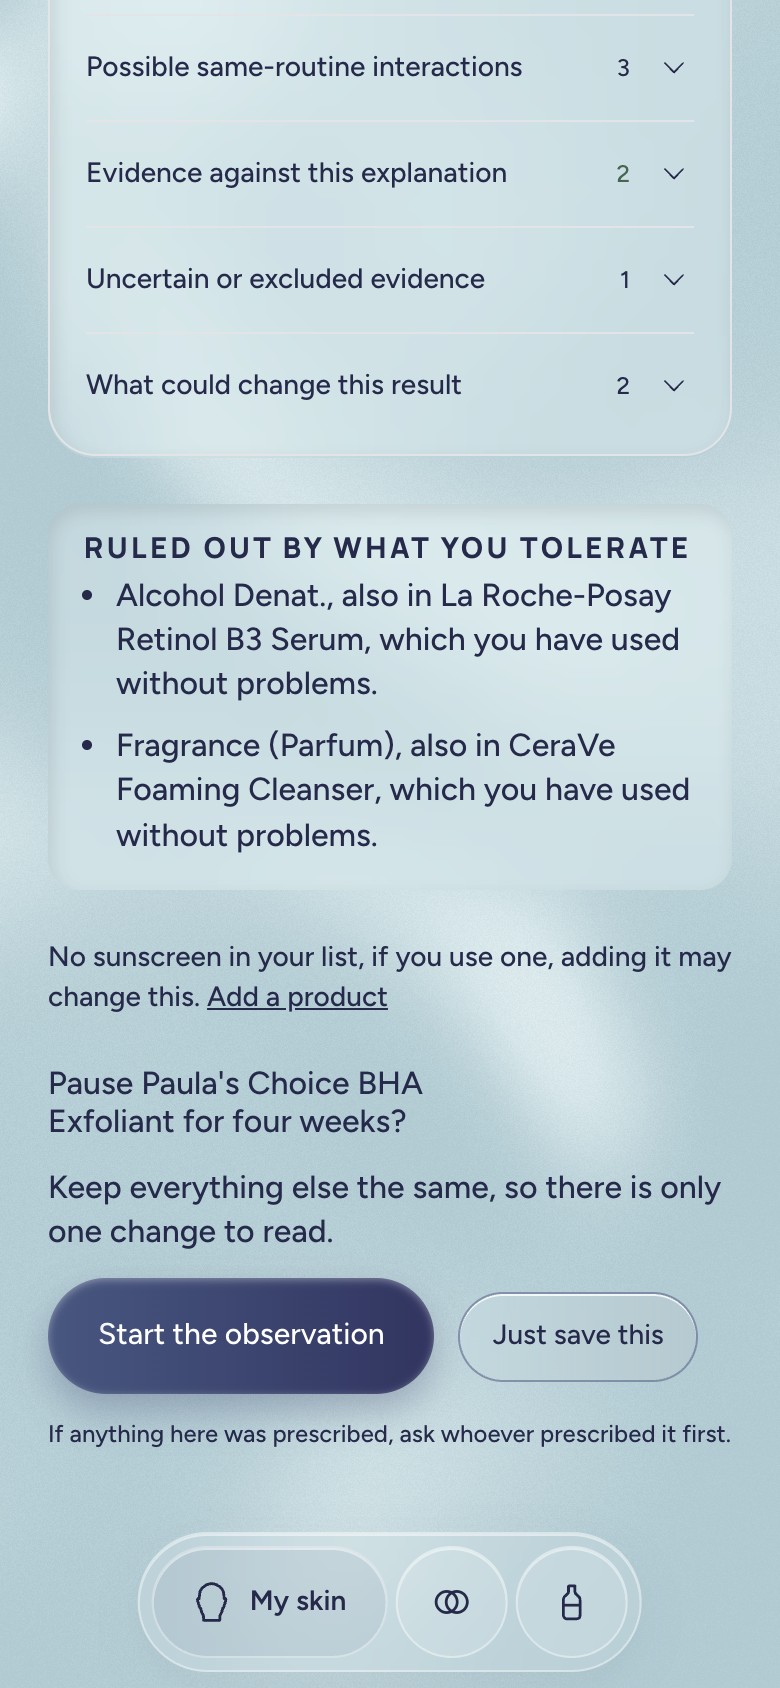 Possible same-routine interactions 3
Evidence against this explanation 2
Uncertain or excluded evidence 1
What could change this result 2
RULED OUT BY WHAT YOU TOLERATE
• Alcohol Denat., also in La Roche-Posay
Retinol B3 Serum, which you have used
without problems.
• Fragrance (Parfum), also in CeraVe
Foaming Cleanser, which you have used
without problems.
No sunscreen in your list, if you use one, adding it may
change this. Add a product
Pause Paula's Choice BHA
Exfoliant for four weeks?
Keep everything else the same, so there is only
one change to read.
Start the observation
Just save this
If anything here was prescribed, ask whoever prescribed it first.
My skin